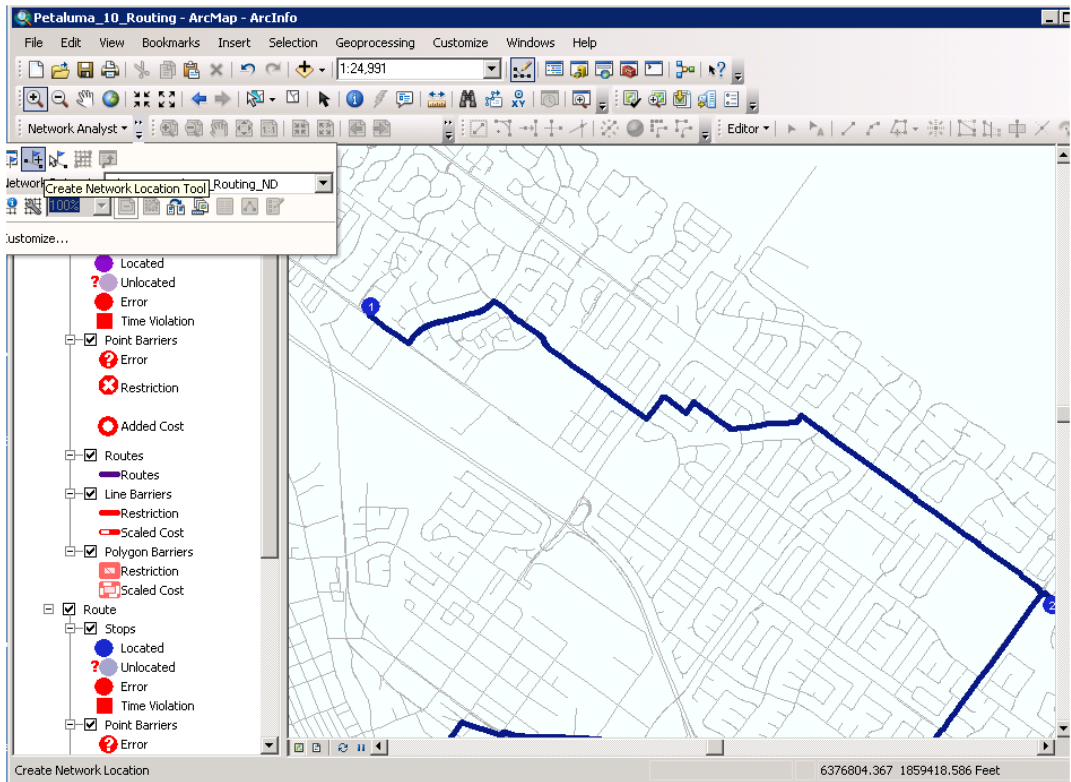 Petaluma_10_Routing - ArcMap - ArcInfo
File Edit View Bookmarks Insert Selection Geoprocessing Customize Windows Help
1:24,991
Network Analyst Editor
Create Network Location Tool _Routing_ND
100%
ustomize...
Located
? Unlocated
Error
Time Violation
Point Barriers
? Error
Restriction
Added Cost
Routes
Routes
Line Barriers
Restriction
Scaled Cost
Polygon Barriers
Restriction
Scaled Cost
Route
Stops
Located
? Unlocated
Error
Time Violation
Point Barriers
? Error
1
2
Create Network Location 6376804.367 1859418.586 Feet